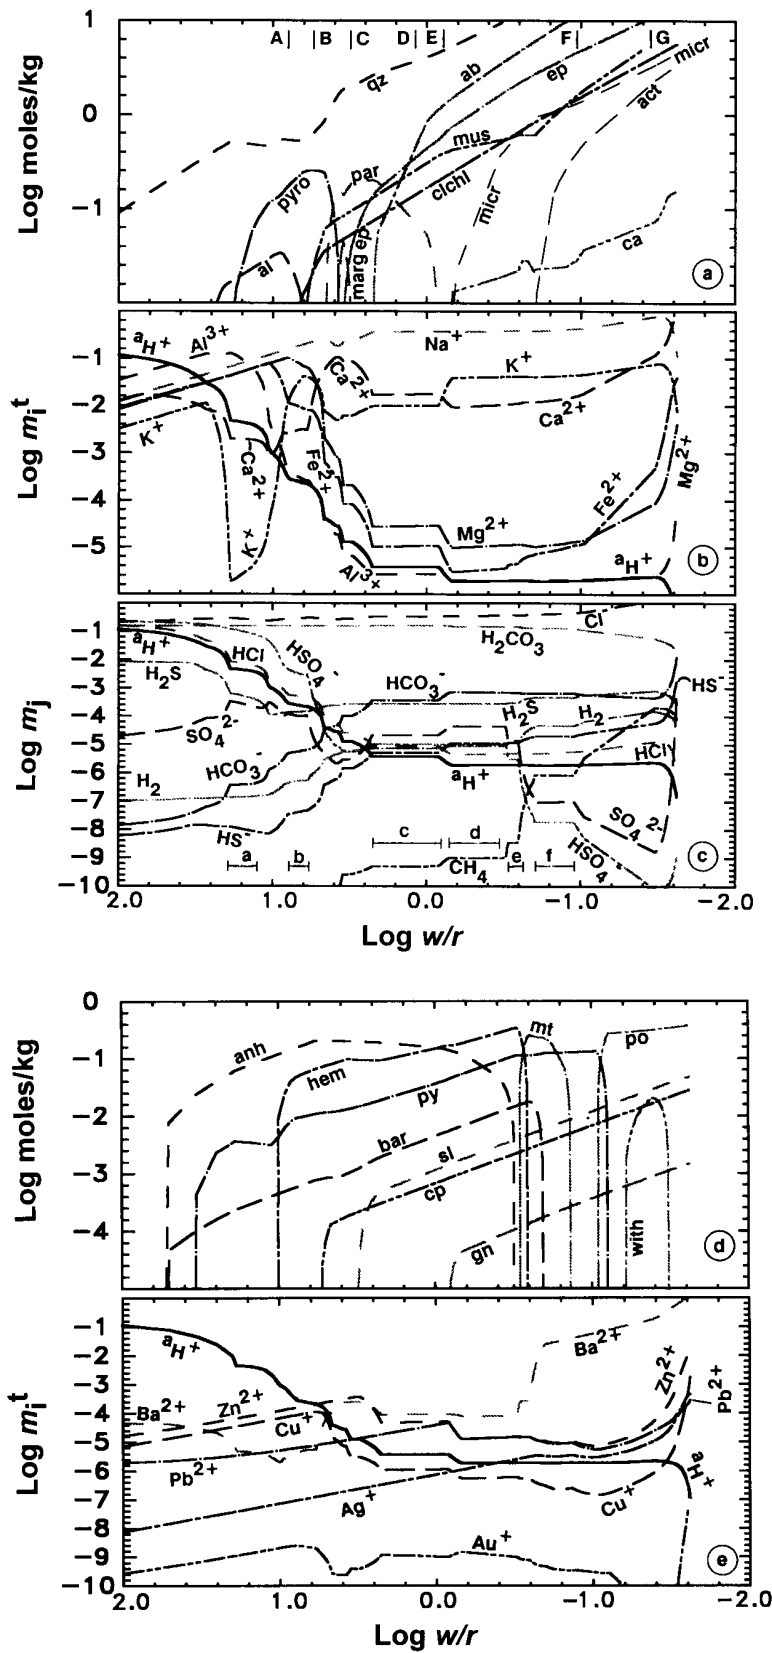 1
0
−1
Log moles/kg
A B C D E F G
qz
ab
ep
micr
act
pyro
par
mus
clchl
micr
al
marg ep
ca
a
−1
−2
−3
−4
−5
Log mᵢᵗ
aH+
Al3+
Na+
K+
Ca2+
K+
Ca2+
Ca2+
Fe2+
K+
Mg2+
Fe2+
Mg2+
Al3+
aH+
b
−1
−2
−3
−4
−5
−6
−7
−8
−9
−10
Log mⱼ
Cl-
aH+
HCl
HSO4-
H2CO3
H2S
HCO3-
HS-
SO42-
H2S
H2
HCO3-
HCl
H2
aH+
HS-
SO42-
HSO4-
CH4
a b c d e f
c
2.0 1.0 0.0 −1.0 −2.0
Log w/r
0
−1
−2
−3
−4
Log moles/kg
anh
hem
mt
po
py
bar
sl
cp
gn
with
d
−1
−2
−3
−4
−5
−6
−7
−8
−9
−10
Log mᵢᵗ
aH+
Ba2+
Zn2+
Pb2+
Ba2+
Zn2+
Cu+
Pb2+
aH+
Ag+
Cu+
Au+
e
2.0 1.0 0.0 −1.0 −2.0
Log w/r